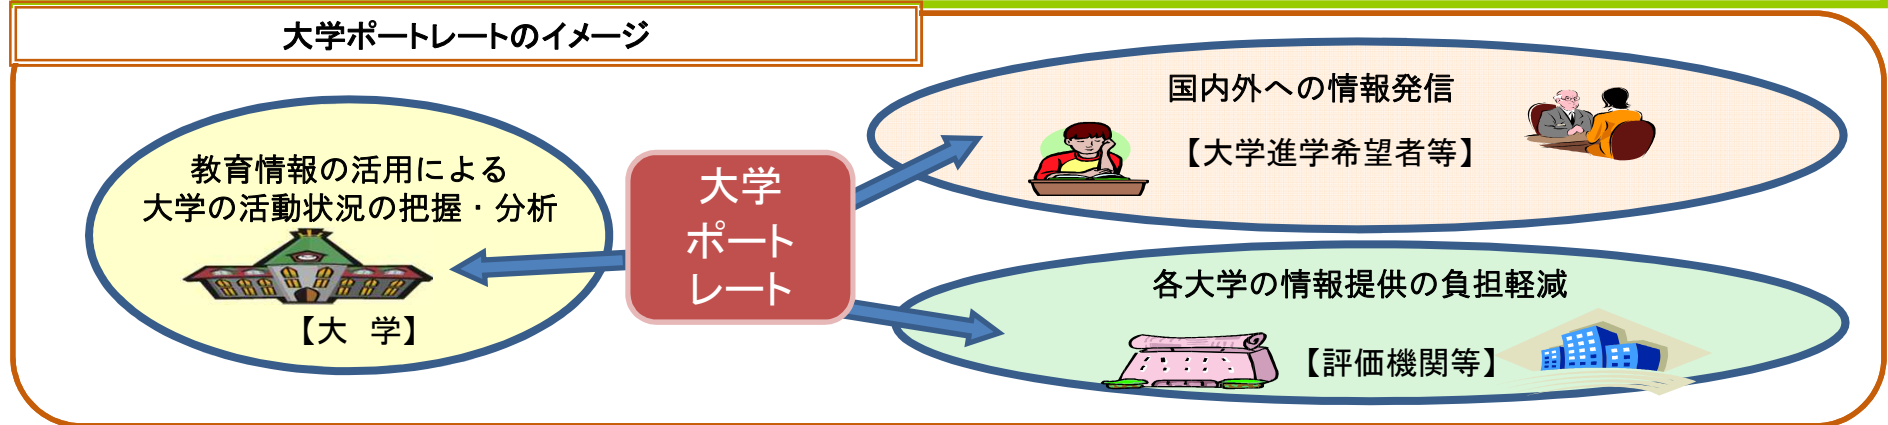 大学ポートレートのイメージ
教育情報の活用による
大学の活動状況の把握・分析
【大　学】
大学
ポート
レート
国内外への情報発信
【大学進学希望者等】
各大学の情報提供の負担軽減
【評価機関等】